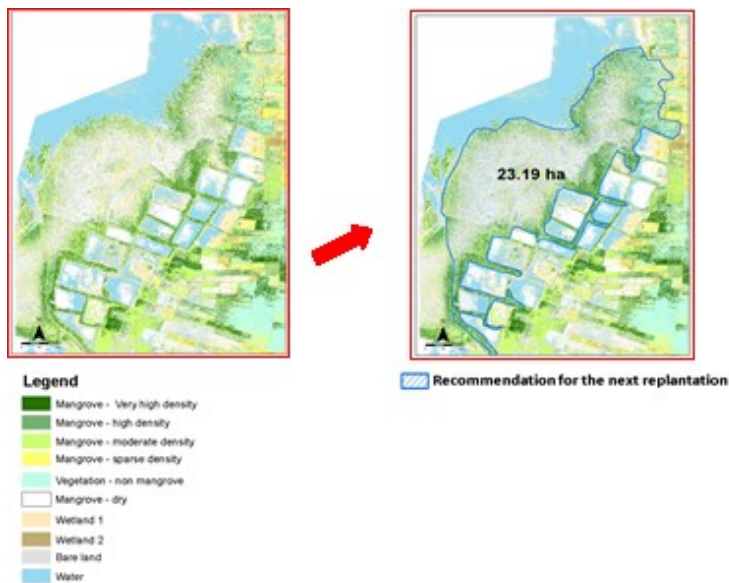 23.19 ha
Legend
Mangrove - Very high density
Mangrove - high density
Mangrove - moderate density
Mangrove - sparse density
Vegetation - non mangrove
Mangrove - dry
Wetland 1
Wetland 2
Bare land
Water
Recommendation for the next replantation